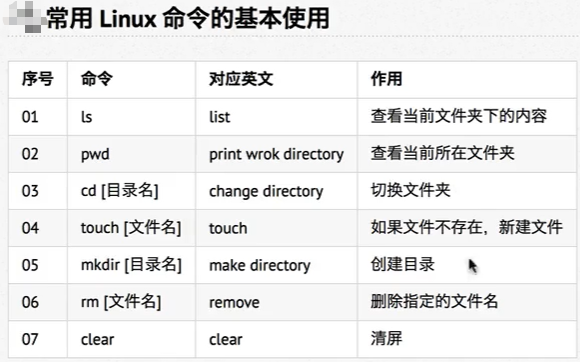 常用 Linux 命令的基本使用
序号 命令 对应英文 作用
01 ls list 查看当前文件夹下的内容
02 pwd print wrok directory 查看当前所在文件夹
03 cd [目录名] change directory 切换文件夹
04 touch [文件名] touch 如果文件不存在，新建文件
05 mkdir [目录名] make directory 创建目录
06 rm [文件名] remove 删除指定的文件名
07 clear clear 清屏